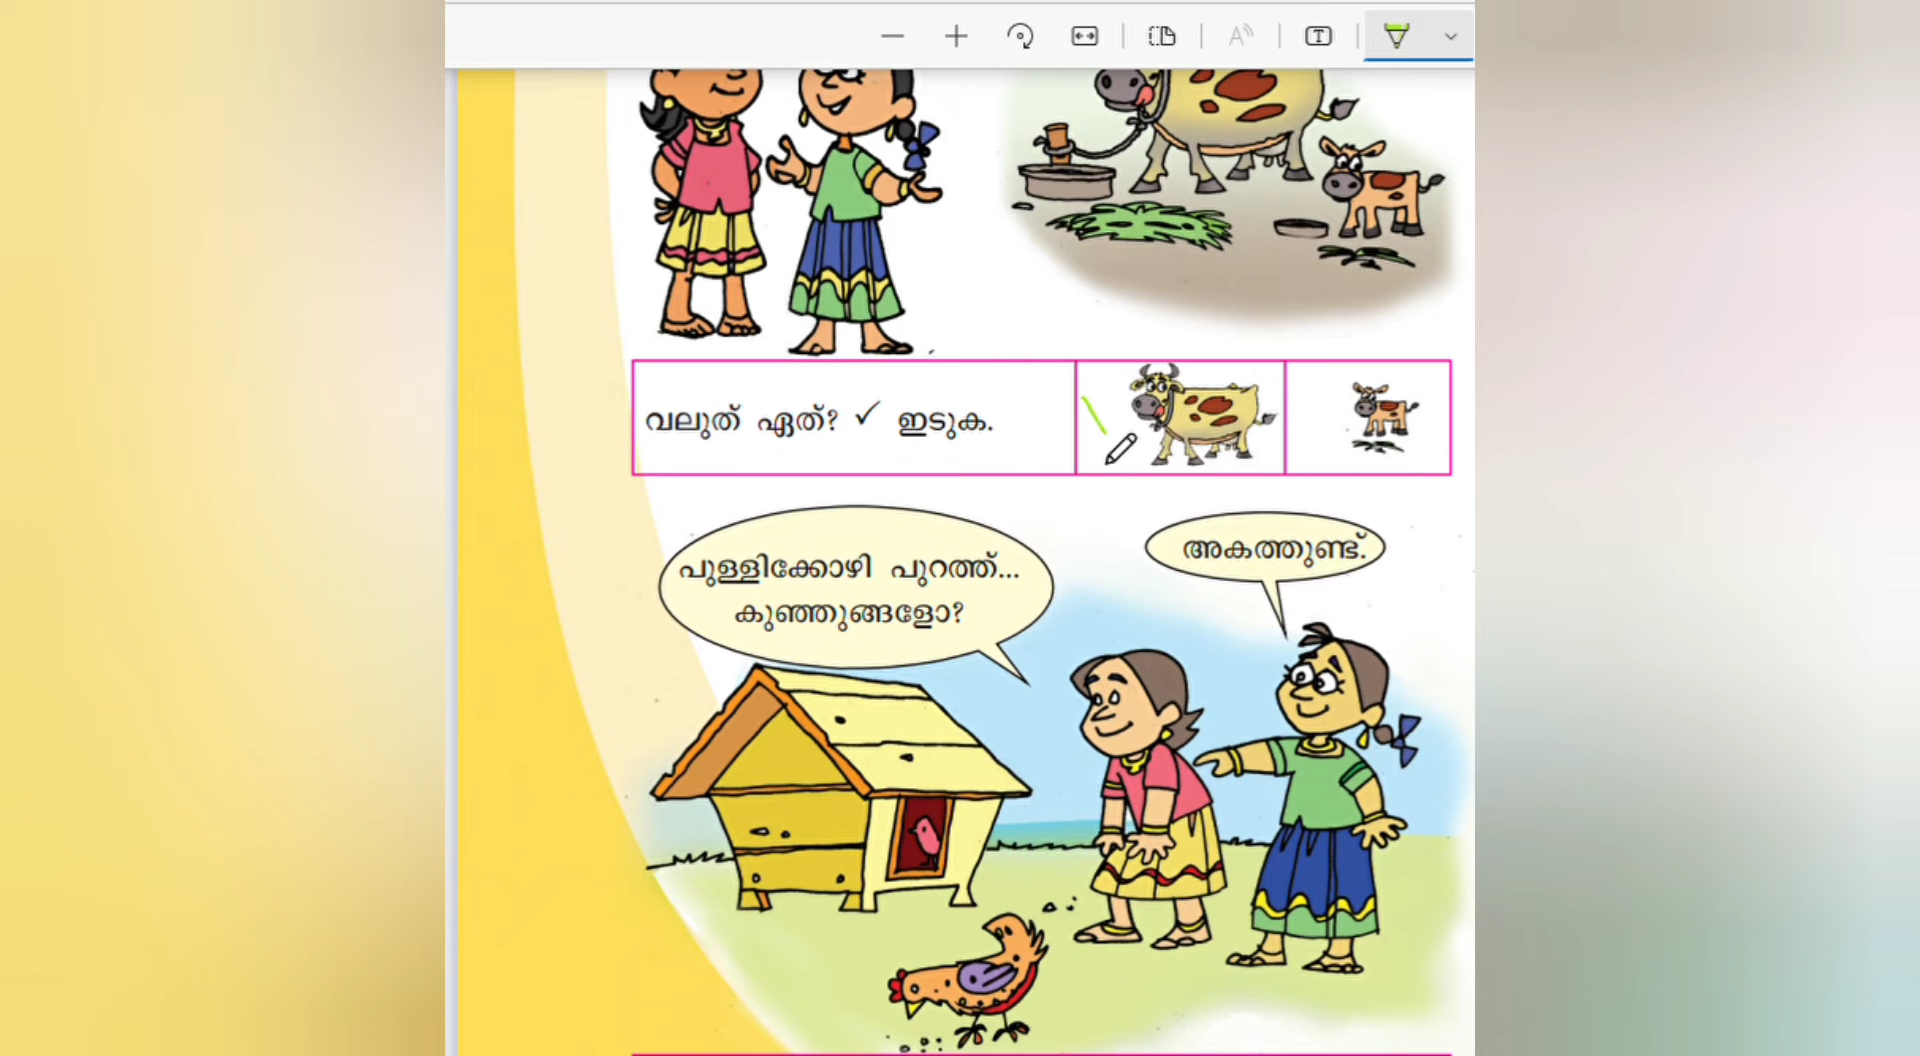 വലുത് ഏത്? ✓ ഇടുക.
പുള്ളിക്കോഴി പുറത്ത്...
കുഞ്ഞുങ്ങളോ?
അകത്തുണ്ട്.